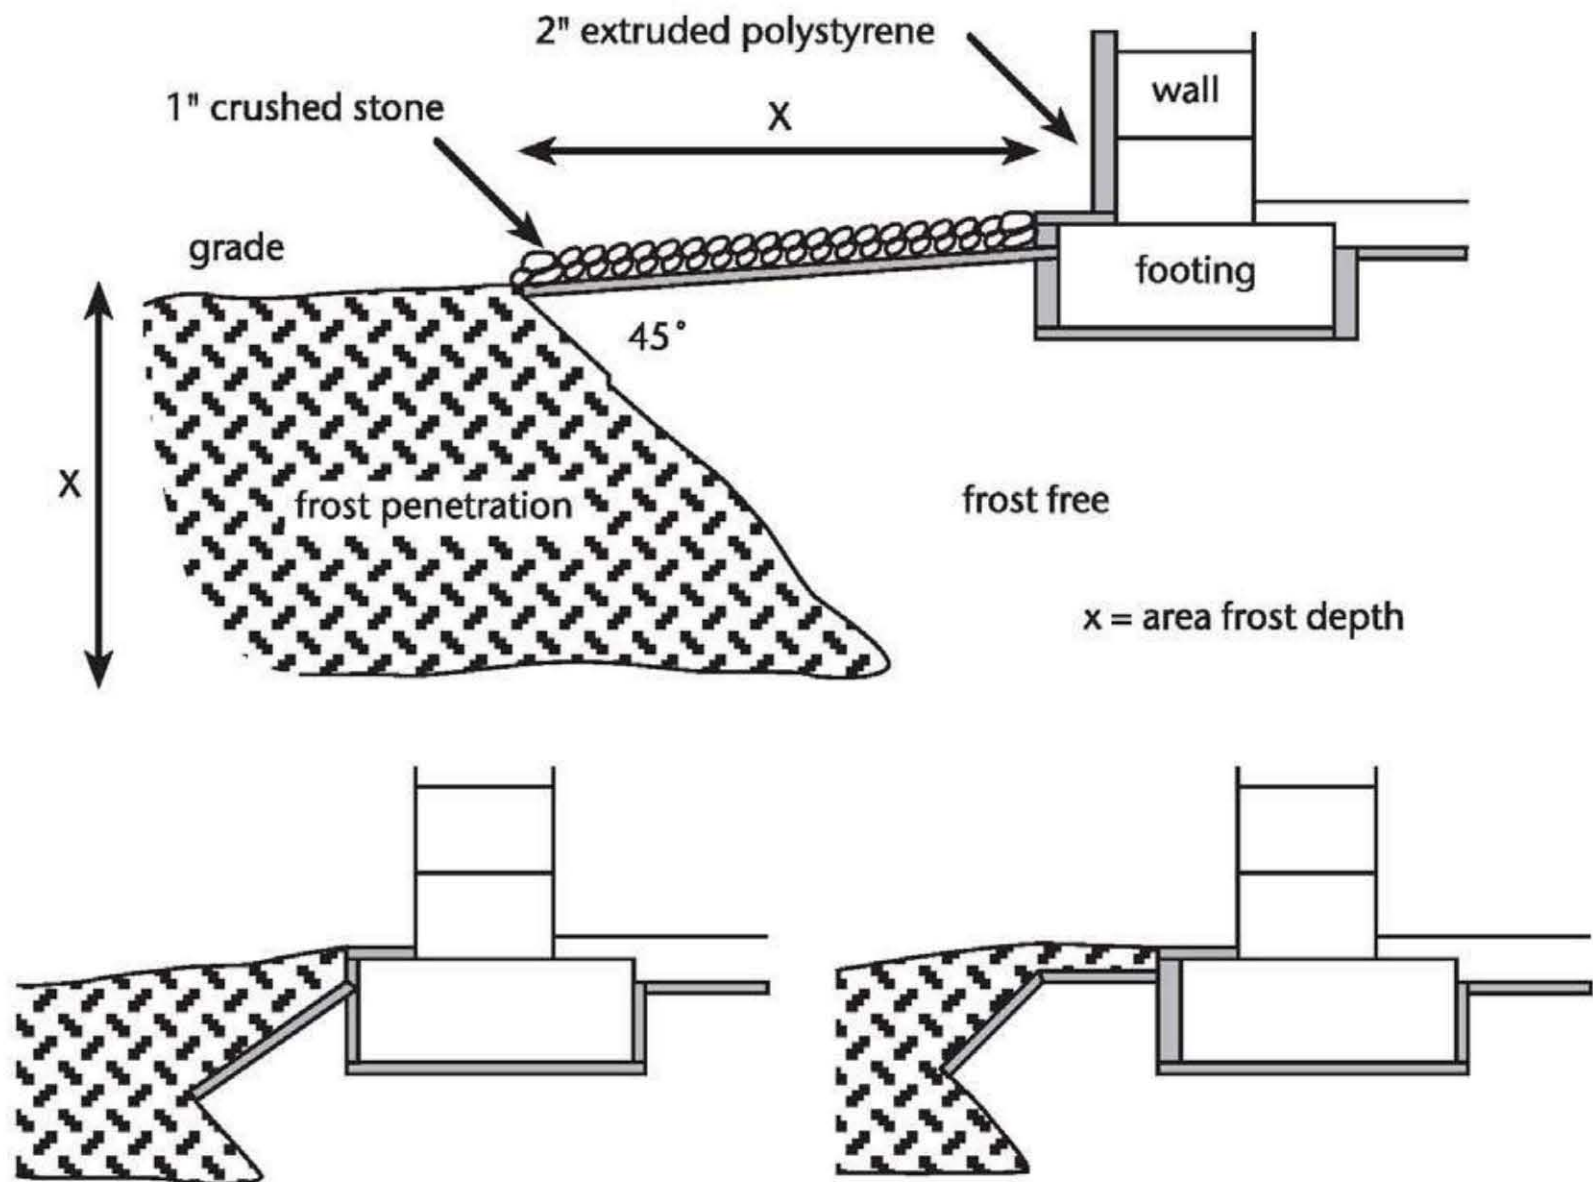 2" extruded polystyrene
1" crushed stone
X
wall
grade
footing
45°
X
frost penetration
frost free
x = area frost depth